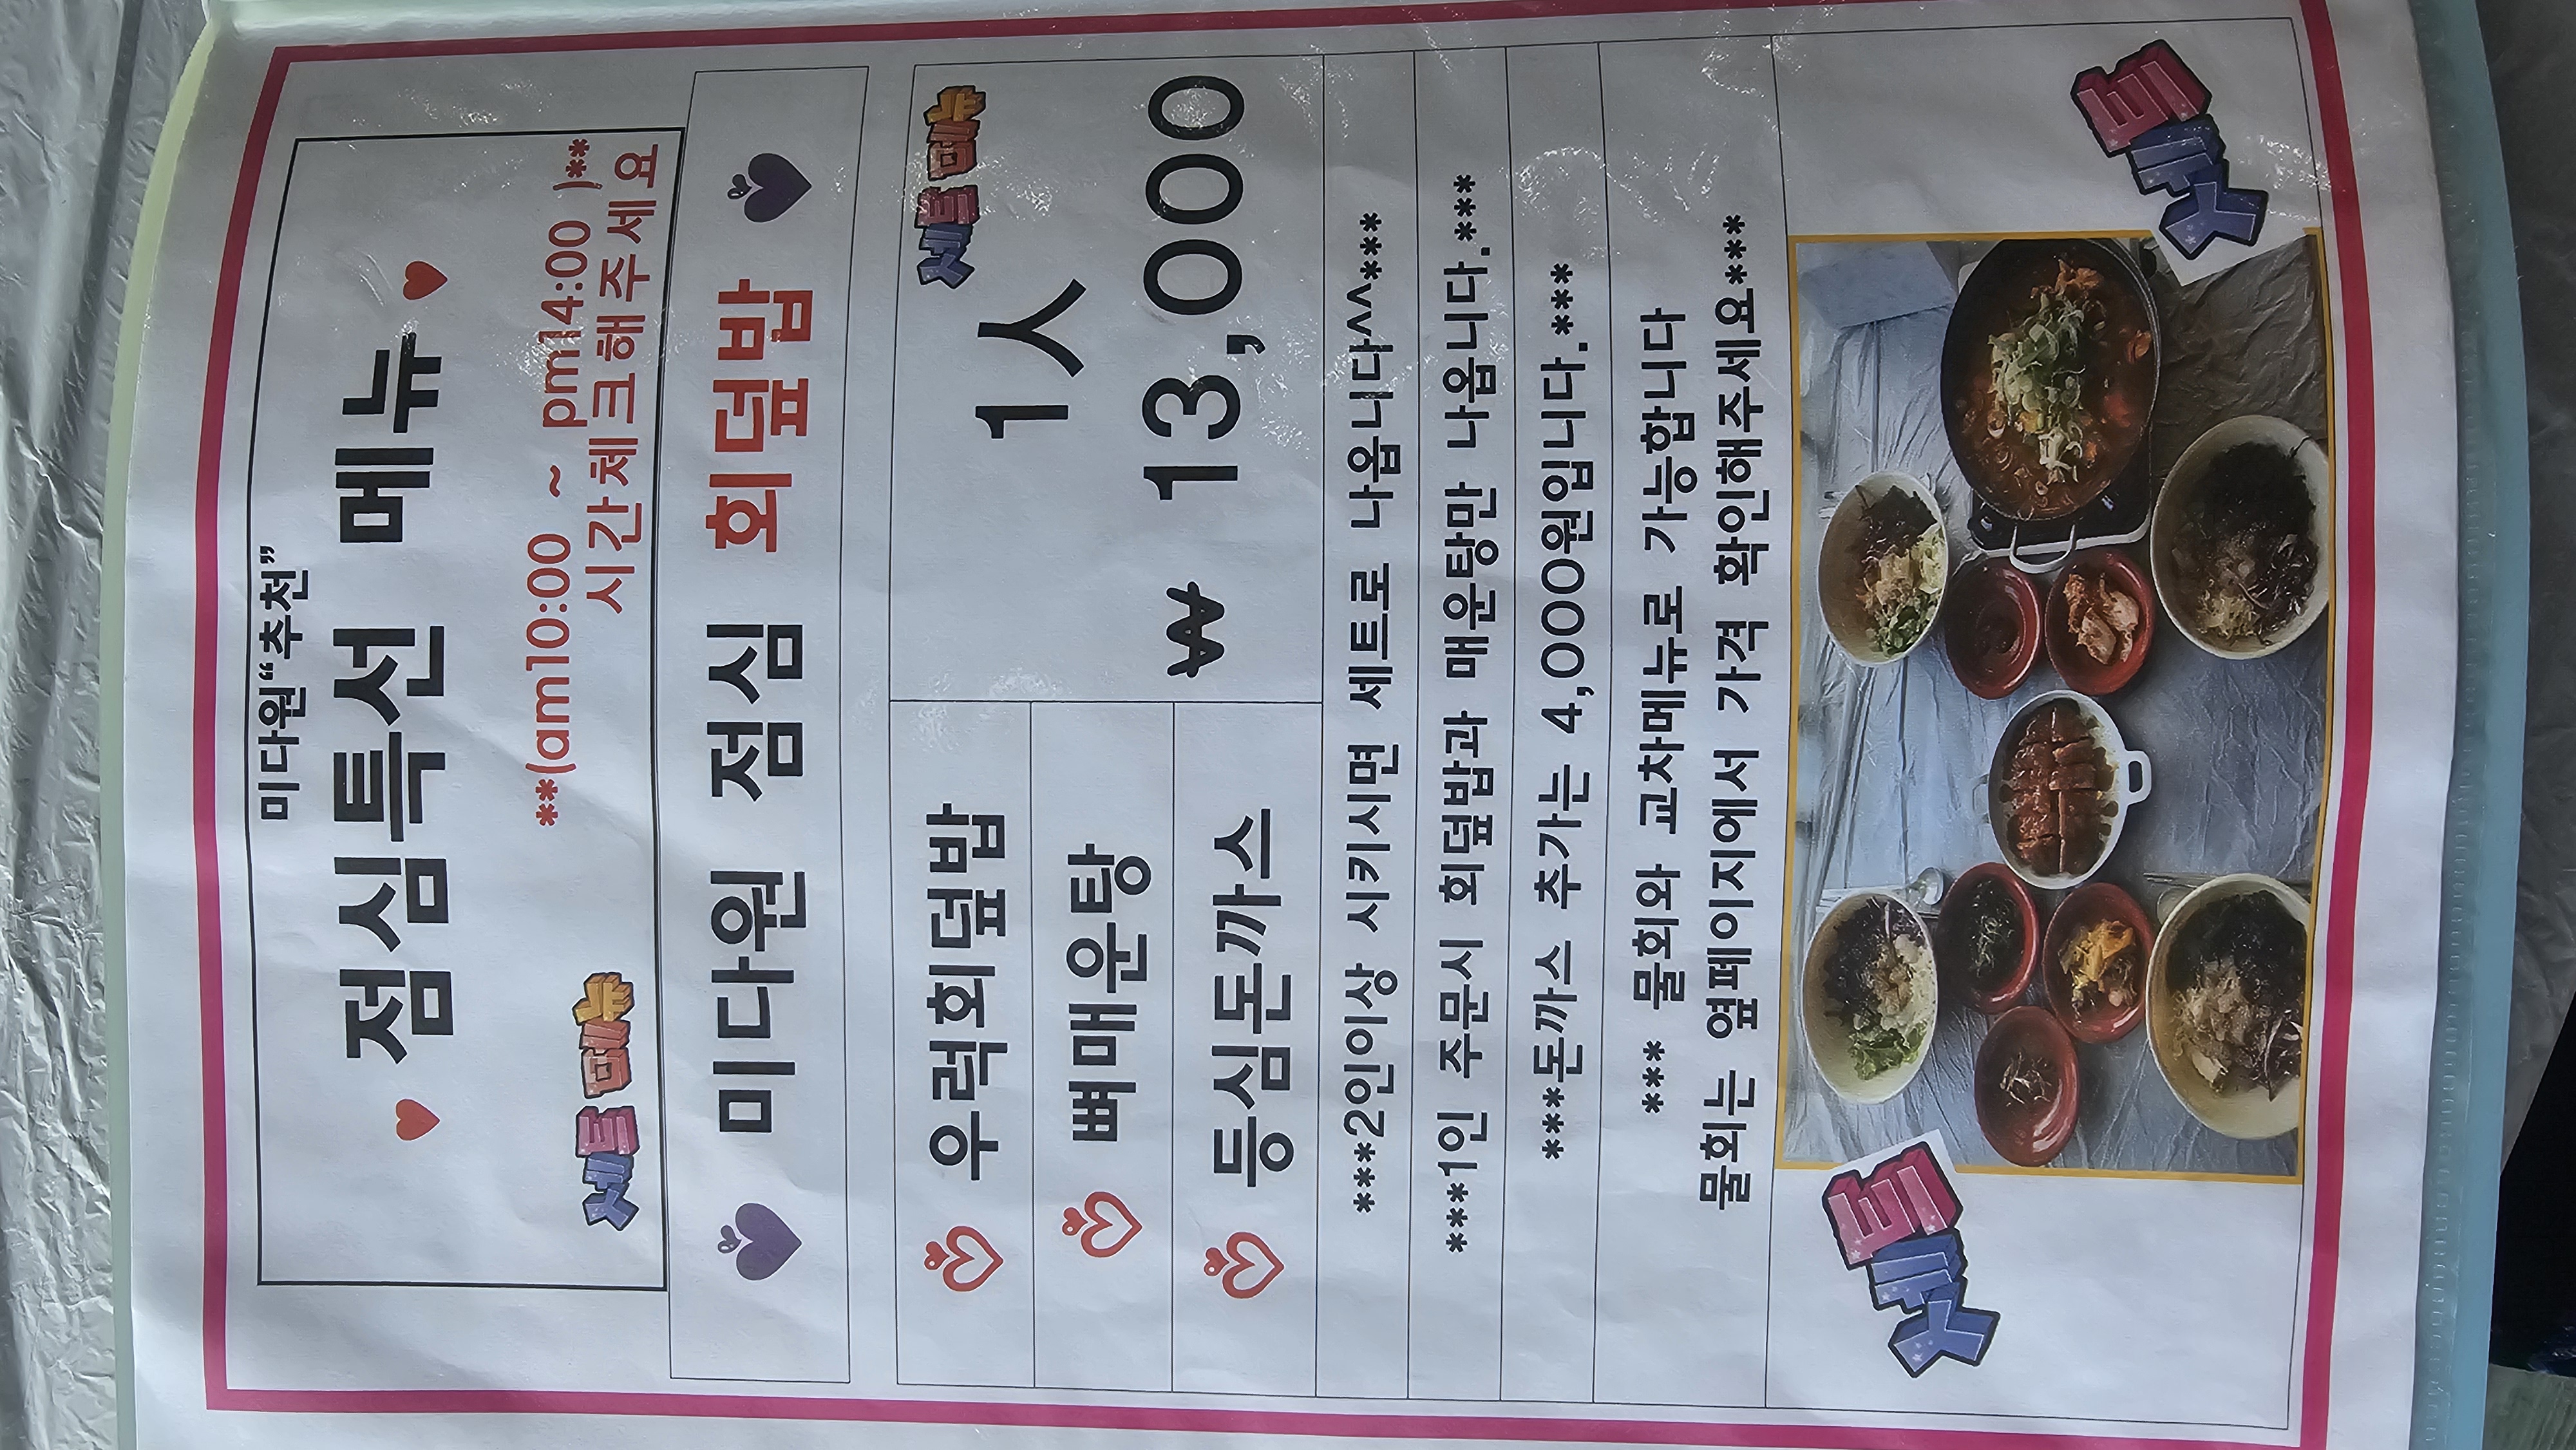 미다원“추천”
점심특선 메뉴
**(am10:00 ~ pm14:00 )**
세트 메뉴
시간체크해주세요
미다원 점심 회덮밥
우럭회덮밥
뼈매운탕
등심돈까스
세트 메뉴
1人
₩ 13,000
***2인이상 시키시면 세트로 나옵니다^^***
***1인 주문시 회덮밥과 매운탕만 나옵니다.***
***돈까스 추가는 4,000원입니다.***
*** 물회와 교차메뉴로 가능합니다
물회는 옆페이지에서 가격 확인해주세요***
세트
세트